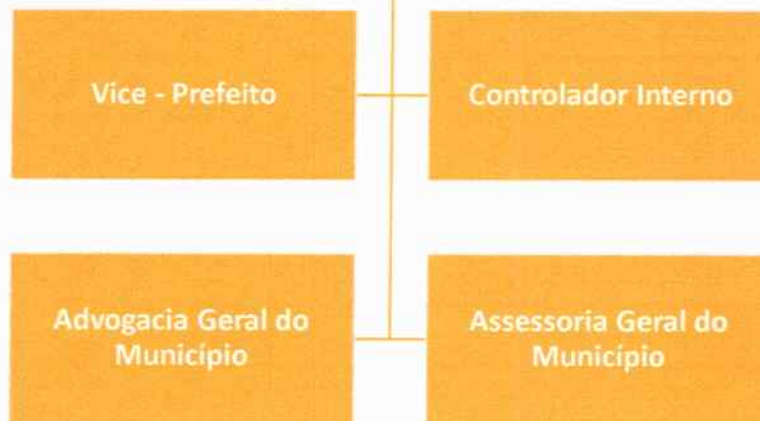 Vice - Prefeito
Controlador Interno
Advogacia Geral do
Município
Assessoria Geral do
Município